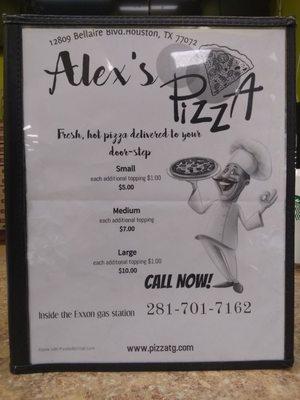 12809 Bellaire Blvd.Houston, TX 77072
Alex's
Pizza
Fresh, hot pizza delivered to your
door-step
Small
each additional topping $1.00
$5.00
Medium
each additional topping
$7.00
Large
each additional topping $1.00
$10.00
CALL NOW!
Inside the Exxon gas station 281-701-7162
www.pizzatg.com